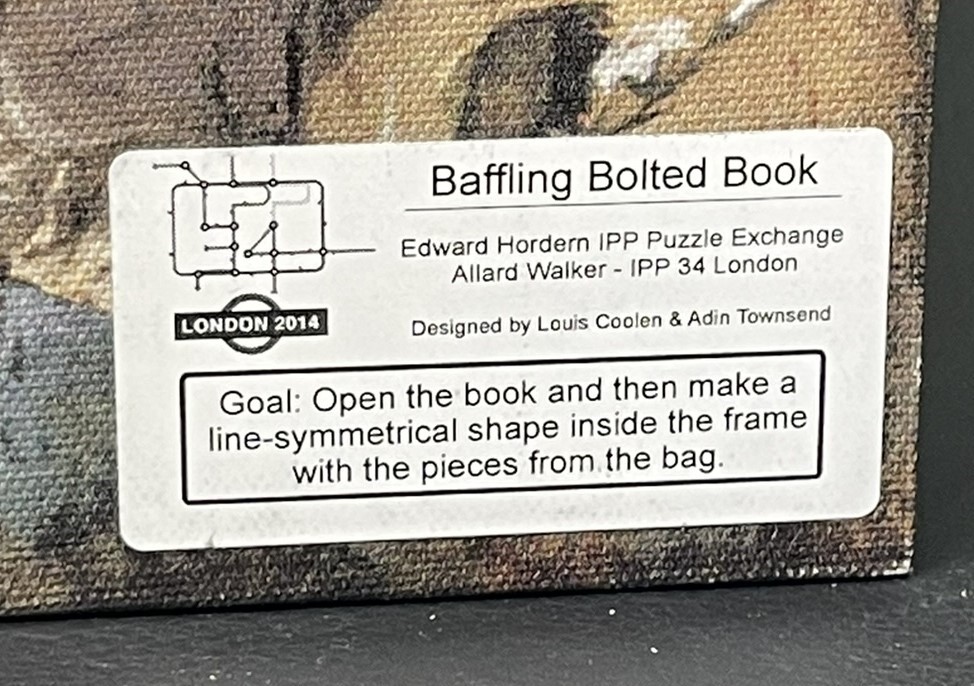 Baffling Bolted Book
Edward Hordern IPP Puzzle Exchange
Allard Walker - IPP 34 London
LONDON 2014
Designed by Louis Coolen & Adin Townsend
Goal: Open the book and then make a
line-symmetrical shape inside the frame
with the pieces from the bag.